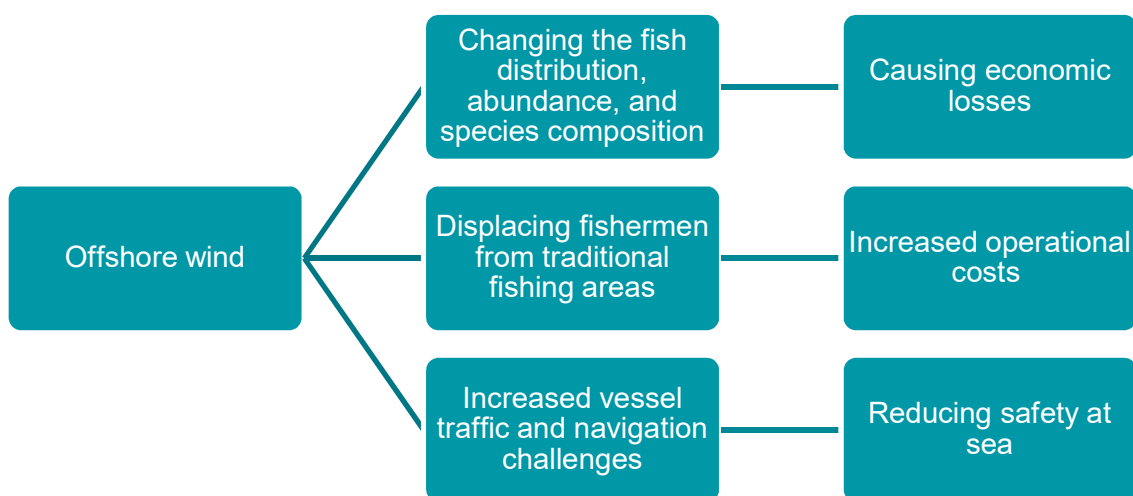 Changing the fish
distribution,
abundance, and
species composition
Causing economic
losses
Offshore wind
Displacing fishermen
from traditional
fishing areas
Increased operational
costs
Increased vessel
traffic and navigation
challenges
Reducing safety at
sea